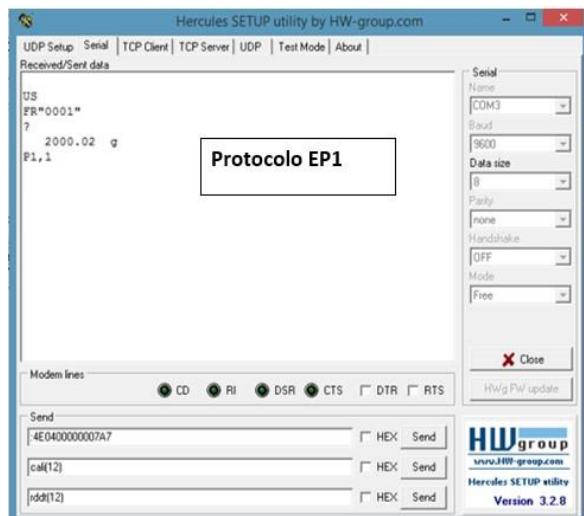 Hercules SETUP utility by HW-group.com
UDP Setup Serial TCP Client TCP Server UDP Test Mode About
Received/Sent data
US
FR"0001"
?
2000.02 g
P1,1
Protocolo EP1
Serial
Name
COM3
Baud
9600
Data size
8
Parity
none
Handshake
OFF
Mode
Free
Close
HWg FW update
Modem lines
CD RI DSR CTS DTR RTS
Send
:4E0400000007A7 HEX Send
cali(12) HEX Send
rddt(12) HEX Send
HWgroup
www.HW-group.com
Hercules SETUP utility
Version 3.2.8